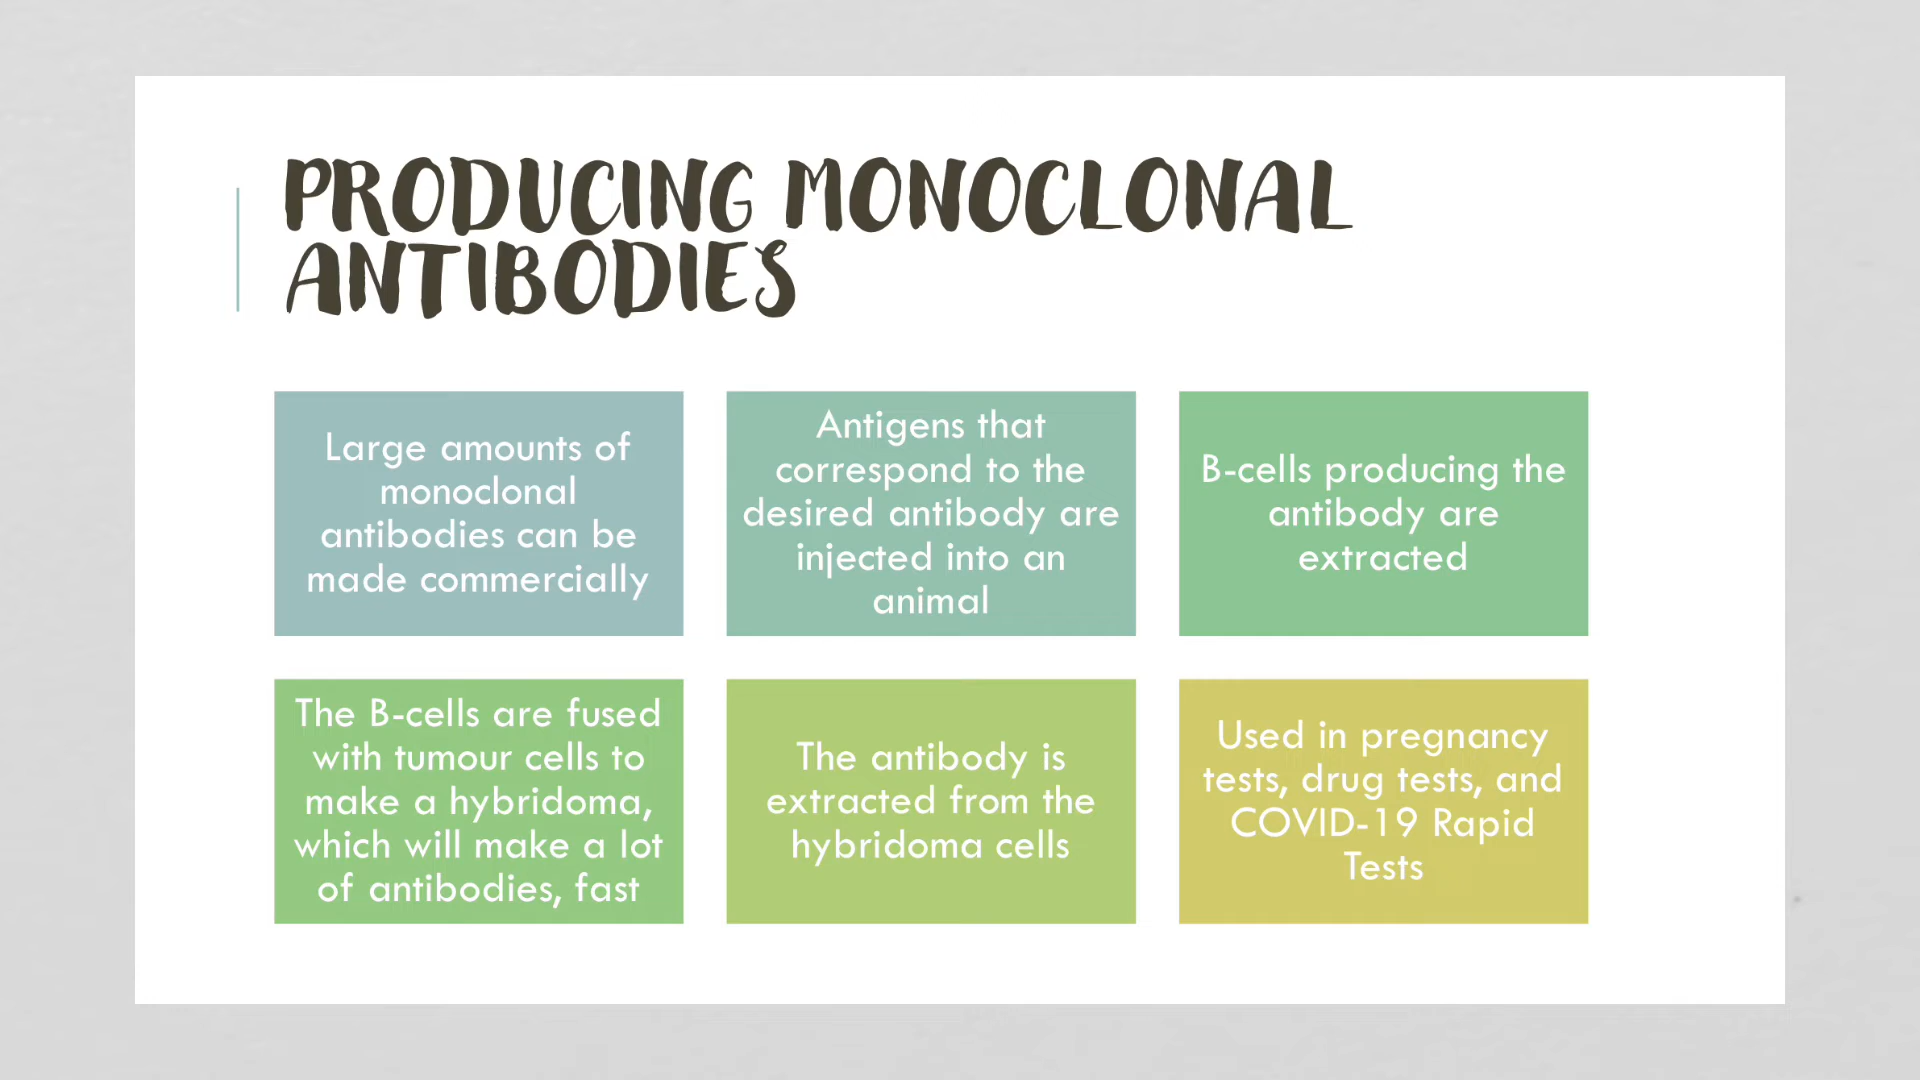 PRODUCING MONOCLONAL
ANTIBODIES
Large amounts of
monoclonal
antibodies can be
made commercially
Antigens that
correspond to the
desired antibody are
injected into an
animal
B-cells producing the
antibody are
extracted
The B-cells are fused
with tumour cells to
make a hybridoma,
which will make a lot
of antibodies, fast
The antibody is
extracted from the
hybridoma cells
Used in pregnancy
tests, drug tests, and
COVID-19 Rapid
Tests